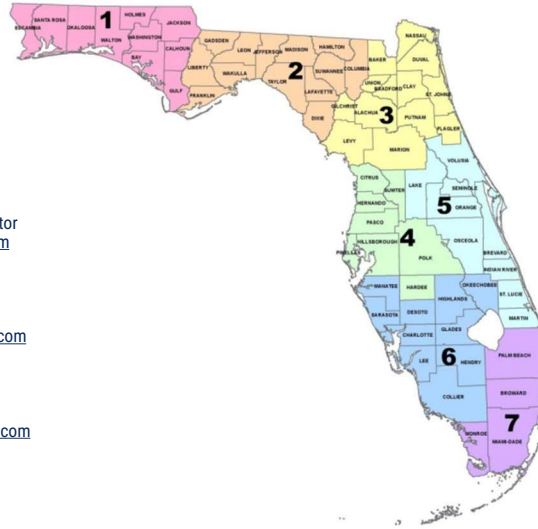 HOLMES
SANTA ROSA
1
JACKSON
ESCAMBIA
OKALOOSA
WALTON
WASHINGTON
CALHOUN
BAY
GULF
GADSDEN
LEON
JEFFERSON
MADISON
HAMILTON
LIBERTY
WAKULLA
2
TAYLOR
SUWANNEE
COLUMBIA
FRANKLIN
LAFAYETTE
DIXIE
NASSAU
BAKER
DUVAL
UNION
BRADFORD
CLAY
ST. JOHNS
GILCHRIST
ALACHUA
3
PUTNAM
FLAGLER
LEVY
MARION
VOLUSIA
CITRUS
SUMTER
LAKE
SEMINOLE
HERNANDO
5
ORANGE
PASCO
tor
m
HILLSBOROUGH
4
OSCEOLA
PINELLAS
POLK
BREVARD
INDIAN RIVER
MANATEE
HARDEE
OKEECHOBEE
HIGHLANDS
ST. LUCIE
SARASOTA
DESOTO
MARTIN
com
CHARLOTTE
GLADES
LEE
6
HENDRY
PALM BEACH
COLLIER
BROWARD
com
7
MONROE
MIAMI-DADE